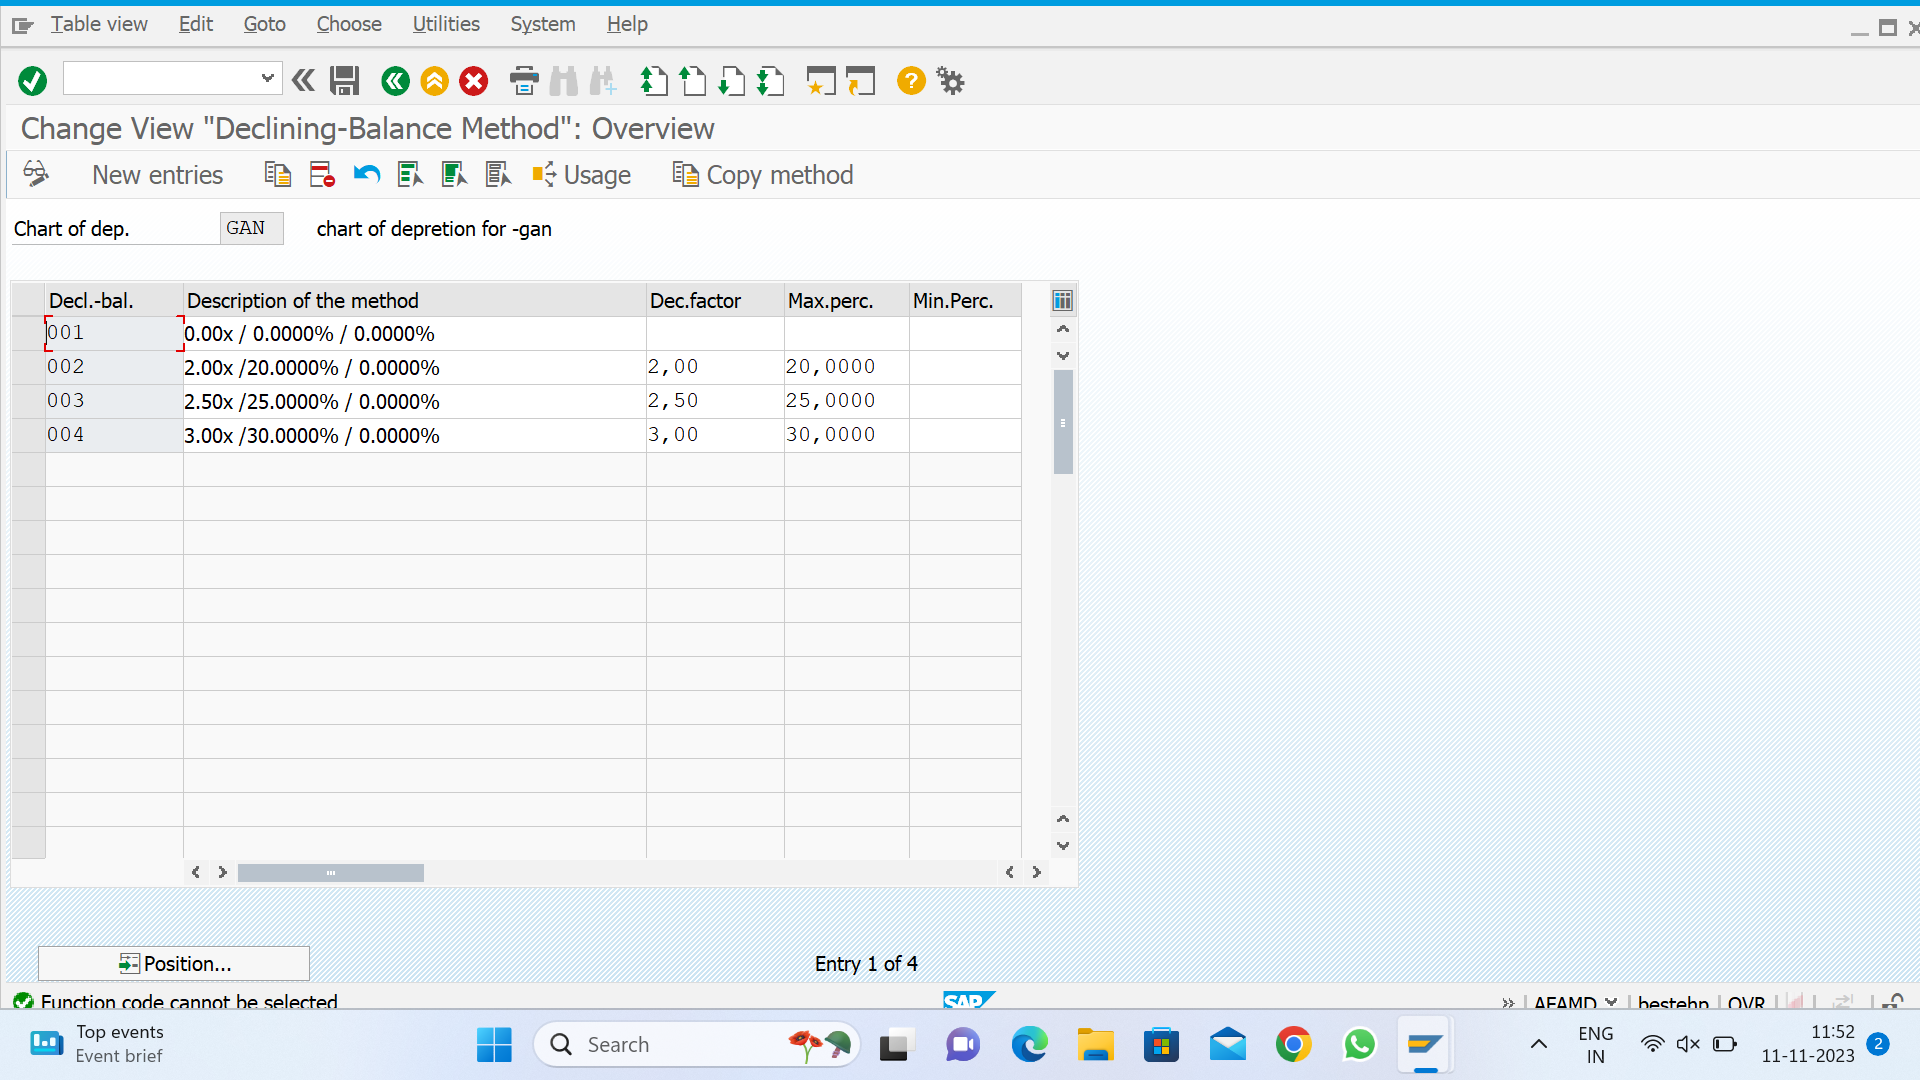 Table view Edit Goto Choose Utilities System Help
Change View "Declining-Balance Method": Overview
New entries Usage Copy method
Chart of dep. GAN chart of depretion for -gan
Decl.-bal. Description of the method Dec.factor Max.perc. Min.Perc.
001 0.00x / 0.0000% / 0.0000%
002 2.00x /20.0000% / 0.0000% 2,00 20,0000
003 2.50x /25.0000% / 0.0000% 2,50 25,0000
004 3.00x /30.0000% / 0.0000% 3,00 30,0000
Position... Entry 1 of 4
Function code cannot be selected SAP AFAMD bestehp OVR
Top events
Event brief
Search
ENG
IN
11:52
11-11-2023
2